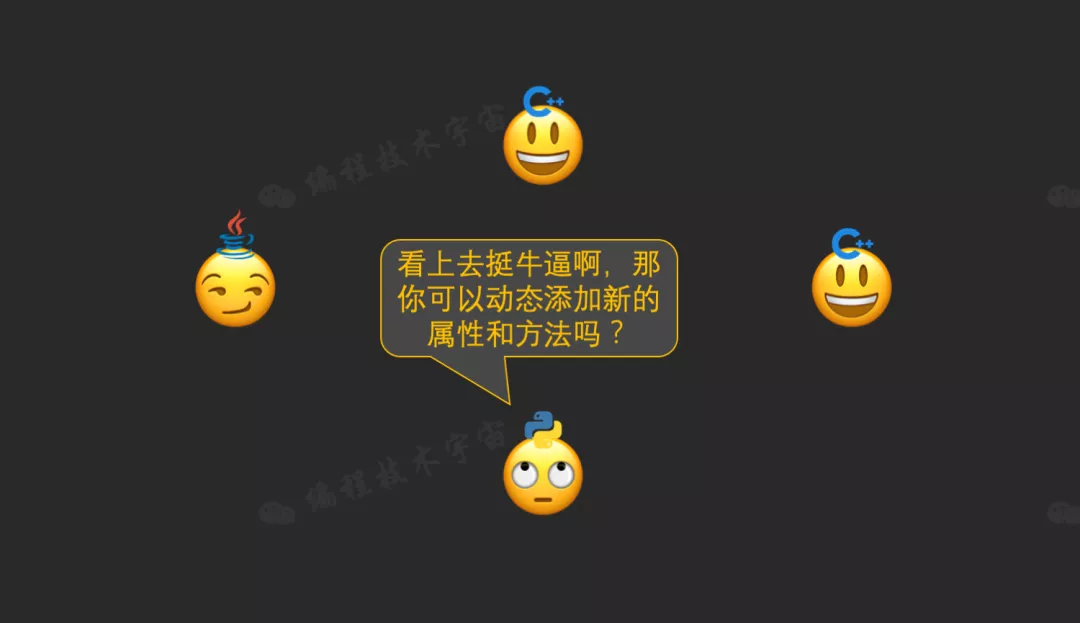 C++
编程技术宇宙
C++
看上去挺牛逼啊，那
你可以动态添加新的
属性和方法吗？
编程技术宇宙